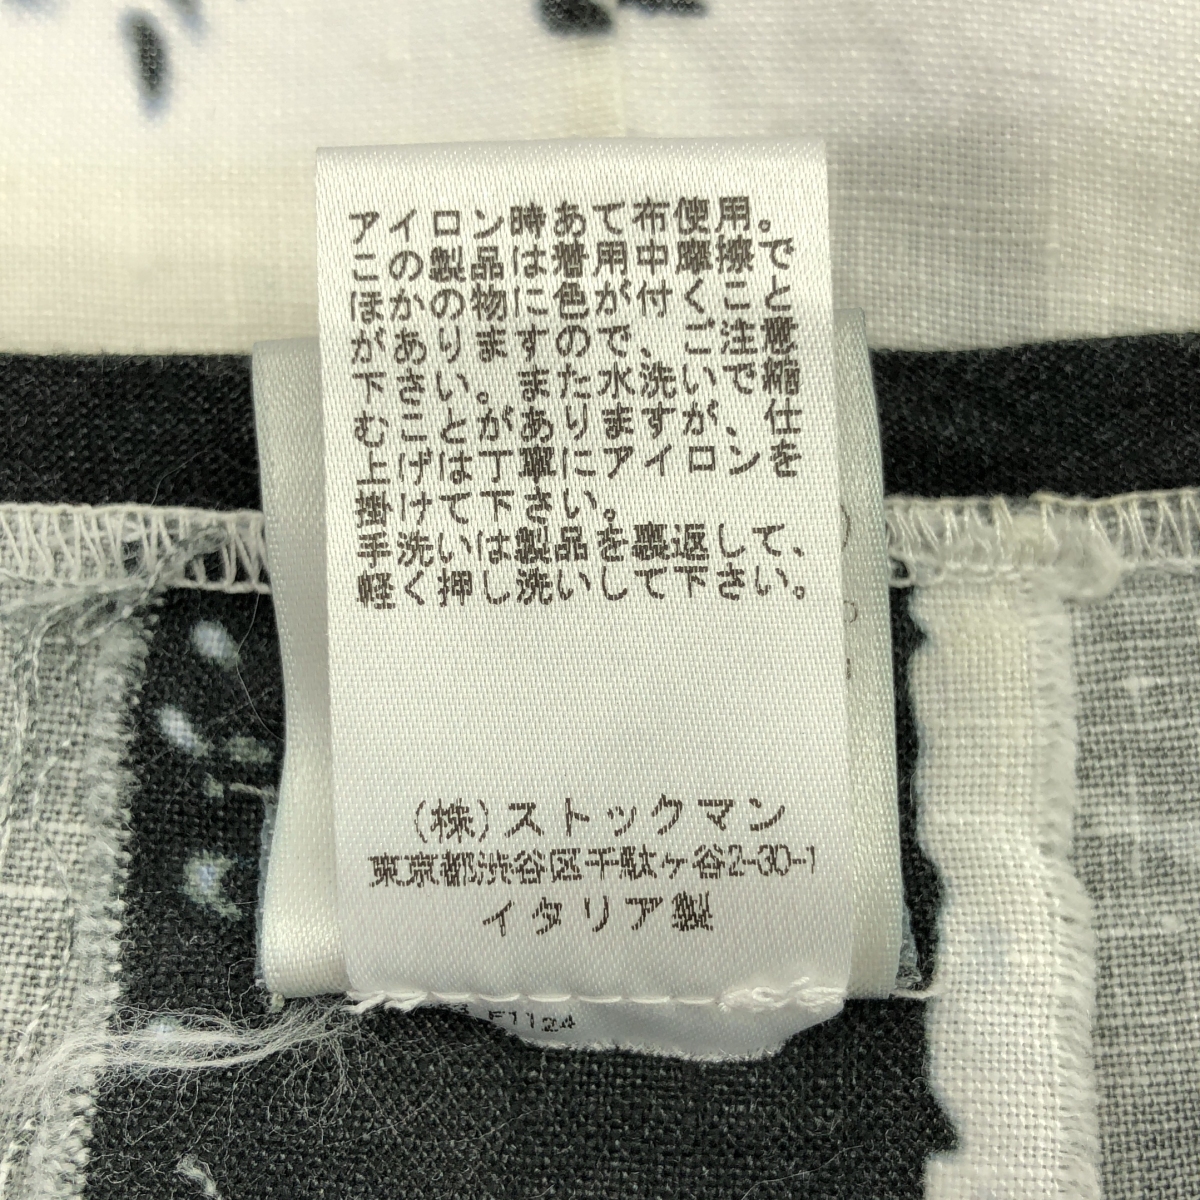 アイロン時あて布使用。
この製品は着用中摩擦で
ほかの物に色が付くこと
があります。ので、ご注意
下さい。また水洗いで縮
むことがありますが、仕
上げは丁寧にアイロンを
掛けて下さい。
手洗いは製品を裏返して、
軽く押し洗いして下さい。
(株)ストックマン
東京都渋谷区千駄ヶ谷2-30-1
イタリア製
F1124